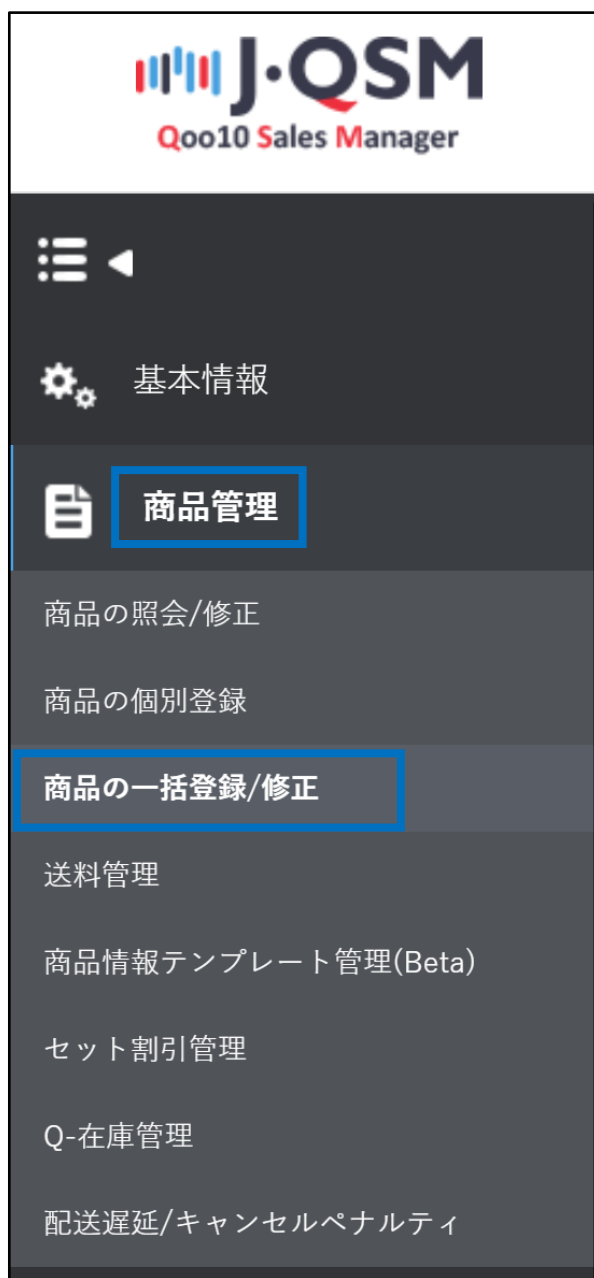 J・QSM
Qoo10 Sales Manager
基本情報
商品管理
商品の照会/修正
商品の個別登録
商品の一括登録/修正
送料管理
商品情報テンプレート管理(Beta)
セット割引管理
Q-在庫管理
配送遅延/キャンセルペナルティ